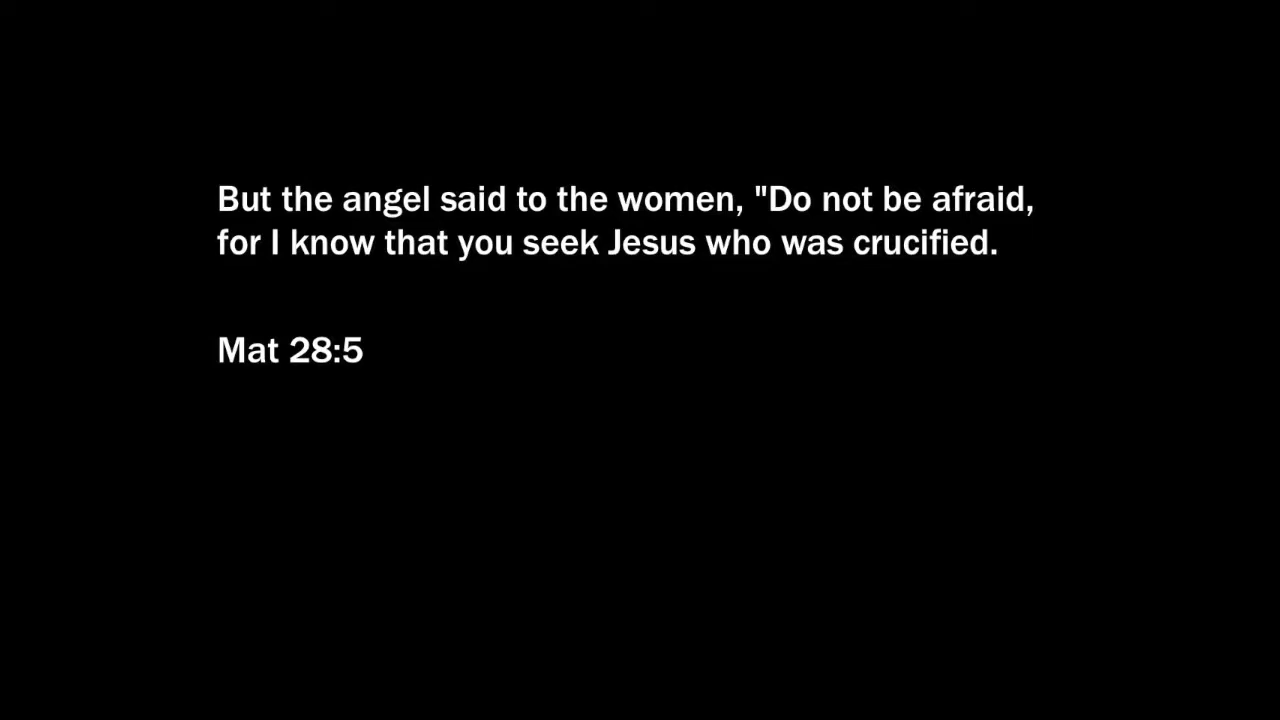 But the angel said to the women, "Do not be afraid,
for I know that you seek Jesus who was crucified.
Mat 28:5